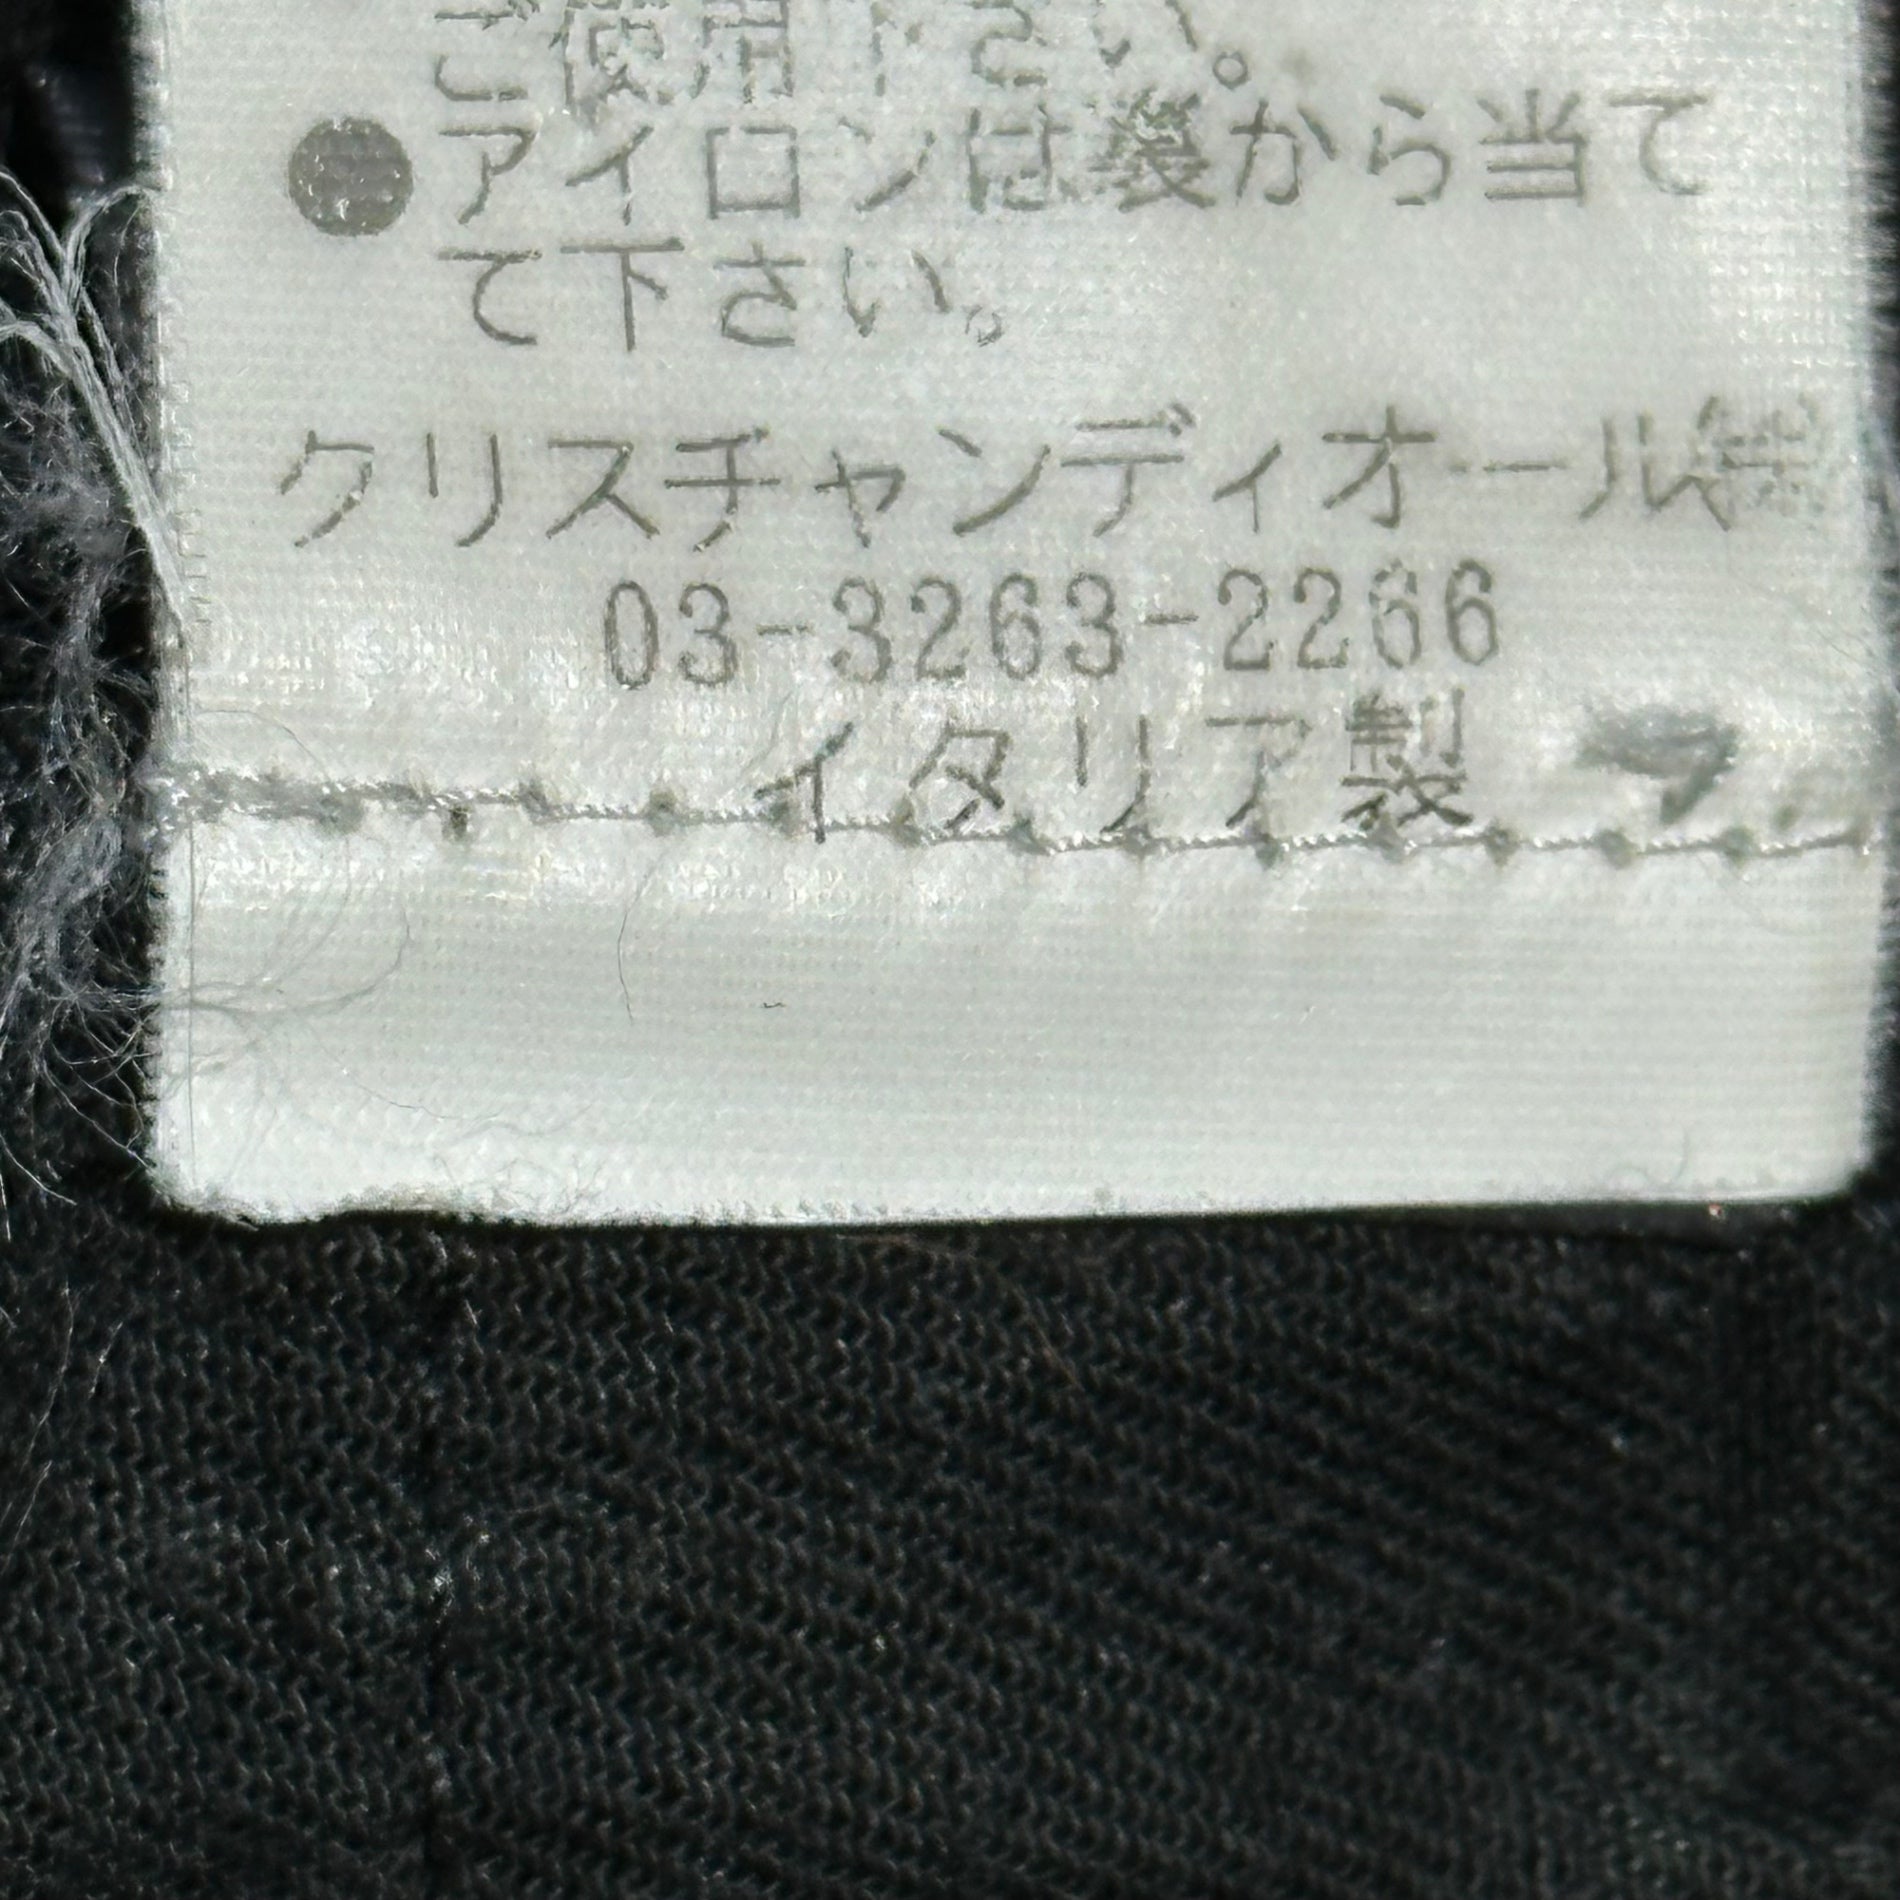 ご使用下さい。
●アイロンは裏から当て
て下さい。
クリスチャンディオール㈱
03-3263-2266
イタリア製